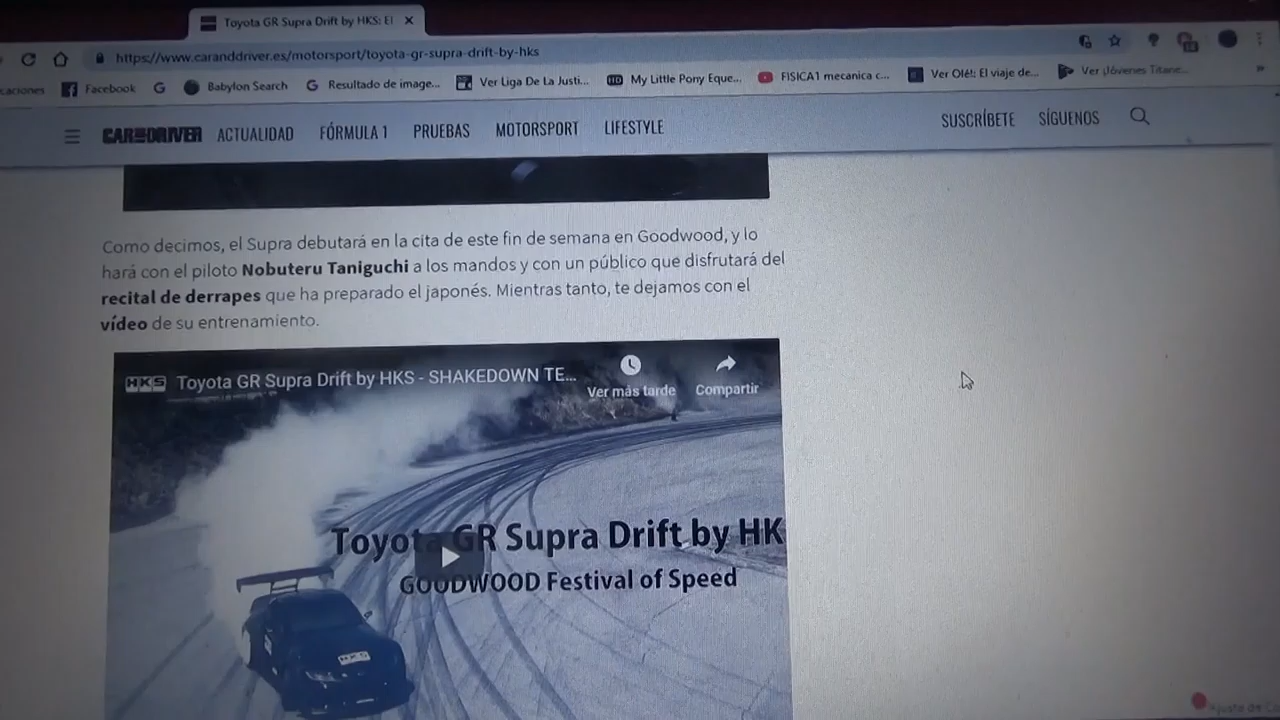 Toyota GR Supra Drift by HKS: El
https://www.caranddriver.es/motorsport/toyota-gr-supra-drift-by-hks
caciones Facebook Babylon Search Resultado de image... Ver Liga De La Justi... My Little Pony Eque... FISICA1 mecanica c... Ver Olé!: El viaje de... Ver ¡Jóvenes Titane...
CAR AND DRIVER ACTUALIDAD FÓRMULA 1 PRUEBAS MOTORSPORT LIFESTYLE SUSCRÍBETE SÍGUENOS
Como decimos, el Supra debutará en la cita de este fin de semana en Goodwood, y lo
hará con el piloto Nobuteru Taniguchi a los mandos y con un público que disfrutará del
recital de derrapes que ha preparado el japonés. Mientras tanto, te dejamos con el
vídeo de su entrenamiento.
HKS Toyota GR Supra Drift by HKS - SHAKEDOWN TE...
Ver más tarde Compartir
Toyota GR Supra Drift by HK
GOODWOOD Festival of Speed
HKS